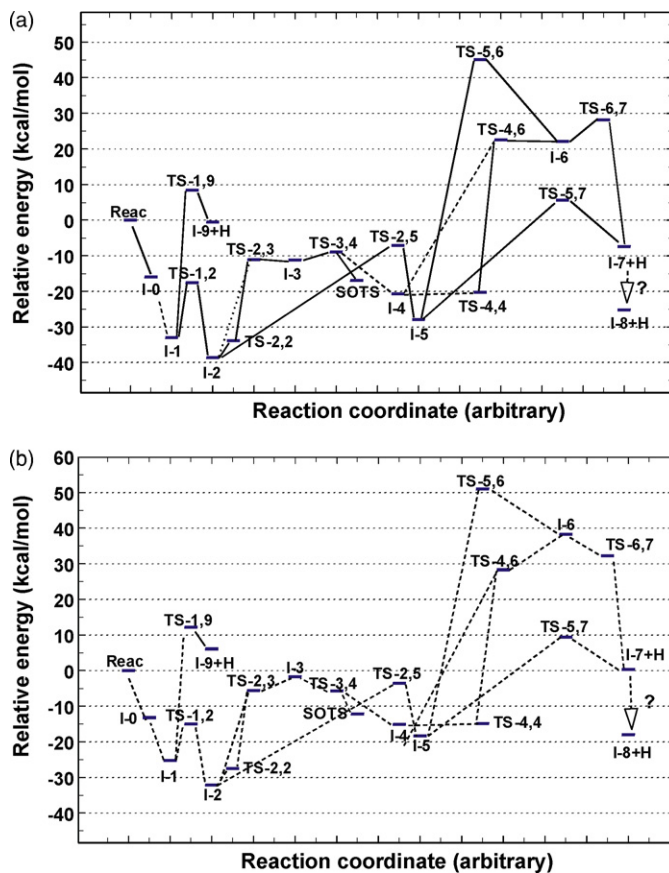 (a)
Relative energy (kcal/mol)
50
40
30
20
10
0
-10
-20
-30
-40
TS-5,6
TS-4,6
TS-6,7
I-6
TS-1,9
Reac
I-9+H
TS-5,7
TS-2,3
TS-3,4
TS-2,5
I-3
I-7+H
I-0
TS-1,2
SOTS
I-4
TS-4,4
?
I-8+H
I-1
TS-2,2
I-5
I-2
Reaction coordinate (arbitrary)
(b)
Relative energy (kcal/mol)
60
50
40
30
20
10
0
-10
-20
-30
-40
TS-5,6
I-6
TS-4,6
TS-6,7
TS-1,9
TS-5,7
Reac
I-9+H
I-3
TS-2,3
TS-3,4
TS-2,5
I-7+H
I-0
TS-1,2
SOTS
I-4
TS-4,4
?
I-5
I-8+H
I-1
TS-2,2
I-2
Reaction coordinate (arbitrary)